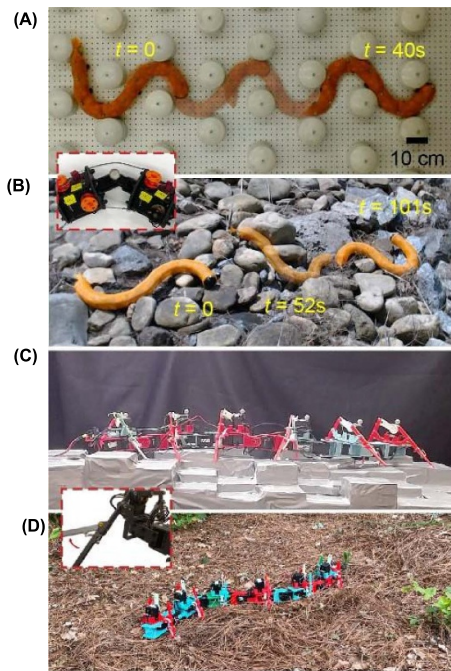 (A)
t = 0
t = 40s
10 cm
(B)
t = 101s
t = 0
t = 52s
(C)
(D)